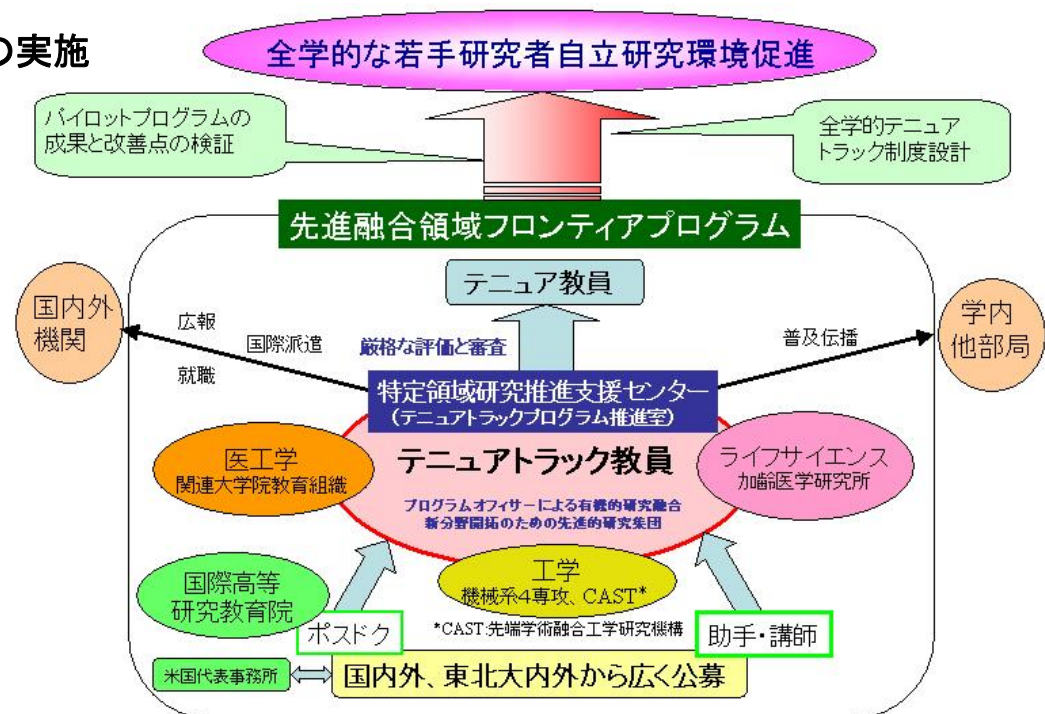 の実施
全学的な若手研究者自立研究環境促進
パイロットプログラムの
成果と改善点の検証
全学的テニュア
トラック制度設計
先進融合領域フロンティアプログラム
テニュア教員
国内外
機関
広報
国際派遣
就職
厳格な評価と審査
普及伝播
学内
他部局
特定領域研究推進支援センター
(テニュアトラックプログラム推進室)
医工学
関連大学院教育組織
テニュアトラック教員
ライフサイエンス
加齢医学研究所
プログラムオフィサーによる有機的研究融合
新分野開拓のための先進的研究集団
工学
機械系4専攻、CAST*
国際高等
研究教育院
ポスドク
*CAST:先端学術融合工学研究機構
助手・講師
米国代表事務所
国内外、東北大内外から広く公募